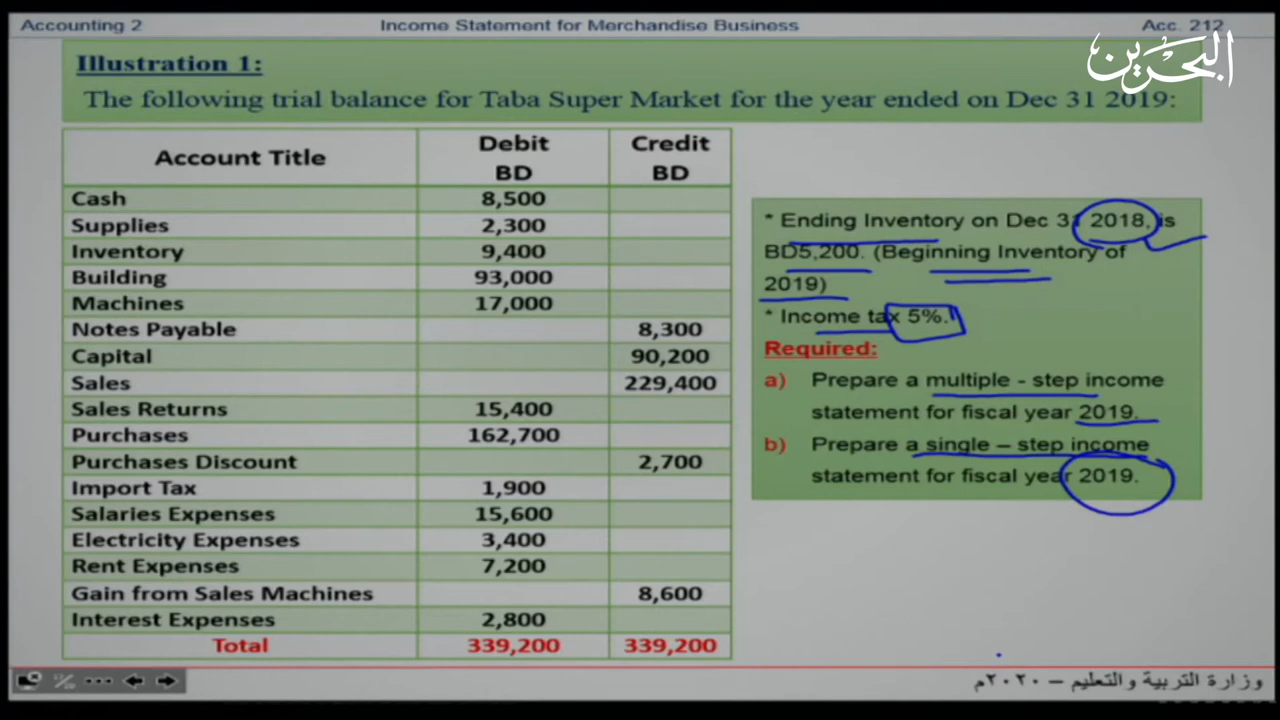 Accounting 2 Income Statement for Merchandise Business Acc. 212
البحرين
Illustration 1:
The following trial balance for Taba Super Market for the year ended on Dec 31 2019:
Account Title Debit BD Credit BD
Cash 8,500
Supplies 2,300
Inventory 9,400
Building 93,000
Machines 17,000
Notes Payable 8,300
Capital 90,200
Sales 229,400
Sales Returns 15,400
Purchases 162,700
Purchases Discount 2,700
Import Tax 1,900
Salaries Expenses 15,600
Electricity Expenses 3,400
Rent Expenses 7,200
Gain from Sales Machines 8,600
Interest Expenses 2,800
Total 339,200 339,200
* Ending Inventory on Dec 31 2018, is
BD5,200. (Beginning Inventory of
2019)
* Income tax 5%.
Required:
a) Prepare a multiple - step income
statement for fiscal year 2019.
b) Prepare a single – step income
statement for fiscal year 2019.
وزارة التربية والتعليم – ٢٠٢٠م